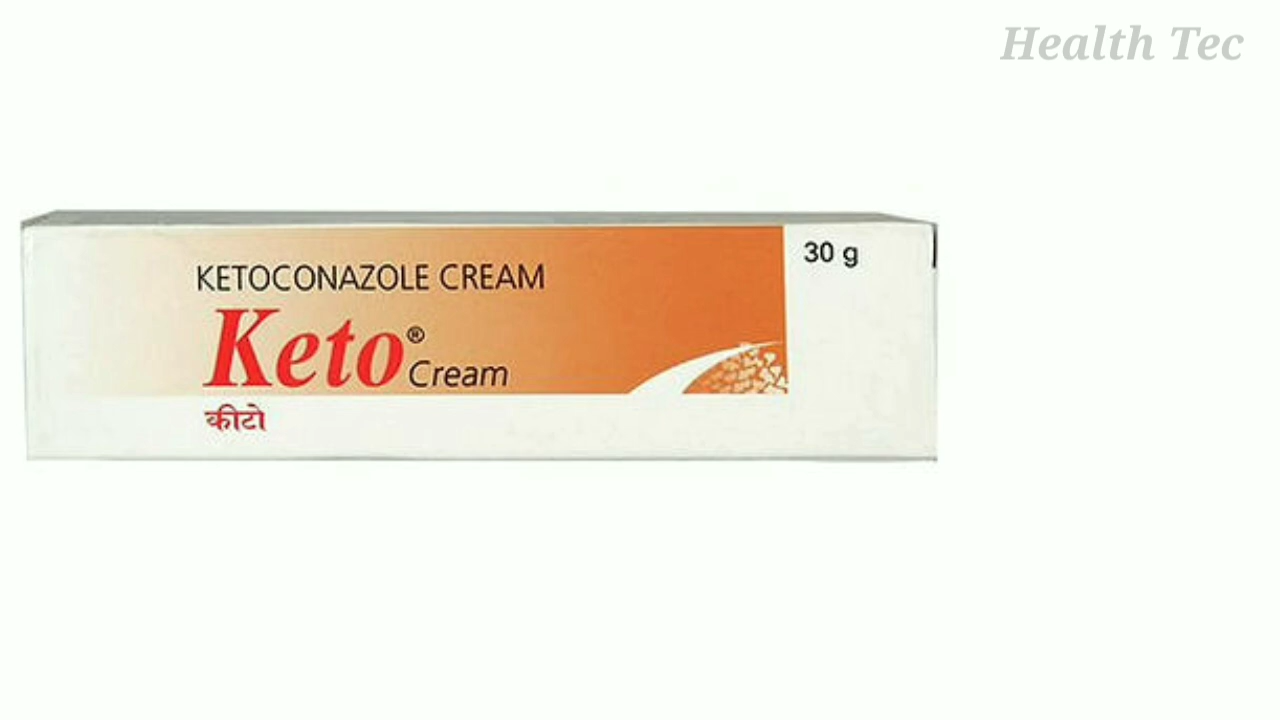 Health Tec
KETOCONAZOLE CREAM
30 g
Keto® Cream
कीटो